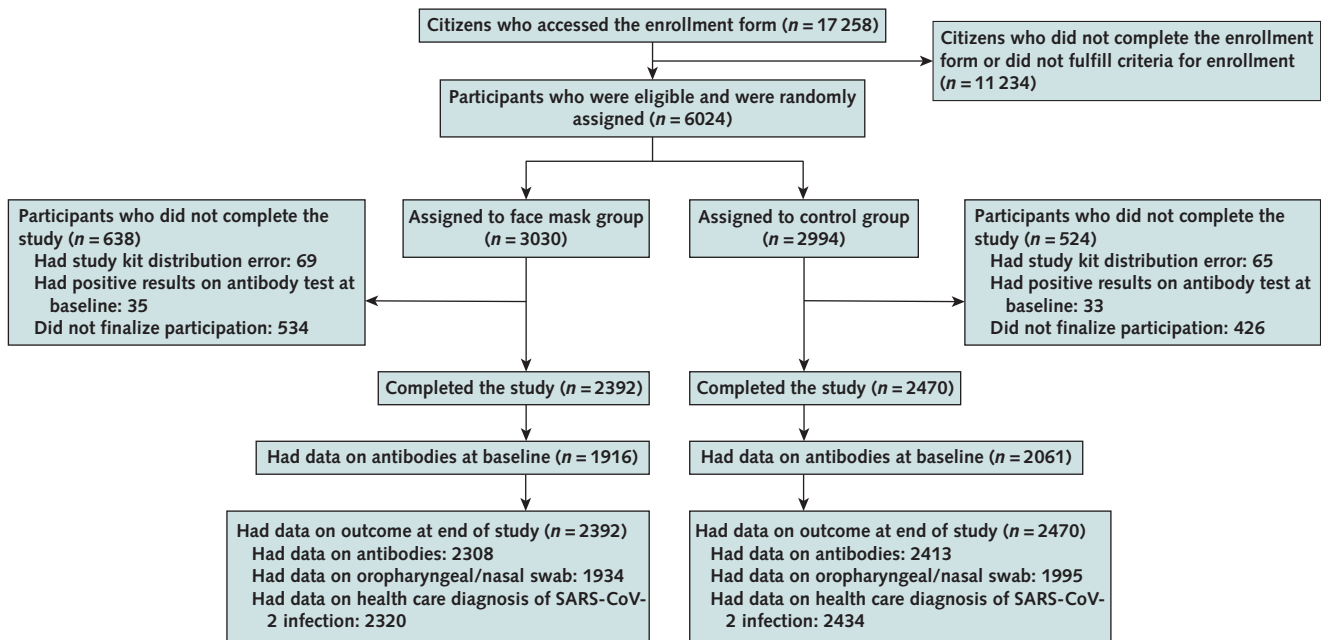 Citizens who accessed the enrollment form (n = 17 258)
Citizens who did not complete the enrollment
form or did not fulfill criteria for enrollment
(n = 11 234)
Participants who were eligible and were randomly
assigned (n = 6024)
Participants who did not complete the
study (n = 638)
Had study kit distribution error: 69
Had positive results on antibody test at
baseline: 35
Did not finalize participation: 534
Assigned to face mask group
(n = 3030)
Assigned to control group
(n = 2994)
Participants who did not complete the
study (n = 524)
Had study kit distribution error: 65
Had positive results on antibody test at
baseline: 33
Did not finalize participation: 426
Completed the study (n = 2392)
Completed the study (n = 2470)
Had data on antibodies at baseline (n = 1916)
Had data on antibodies at baseline (n = 2061)
Had data on outcome at end of study (n = 2392)
Had data on antibodies: 2308
Had data on oropharyngeal/nasal swab: 1934
Had data on health care diagnosis of SARS-CoV-
2 infection: 2320
Had data on outcome at end of study (n = 2470)
Had data on antibodies: 2413
Had data on oropharyngeal/nasal swab: 1995
Had data on health care diagnosis of SARS-CoV-
2 infection: 2434